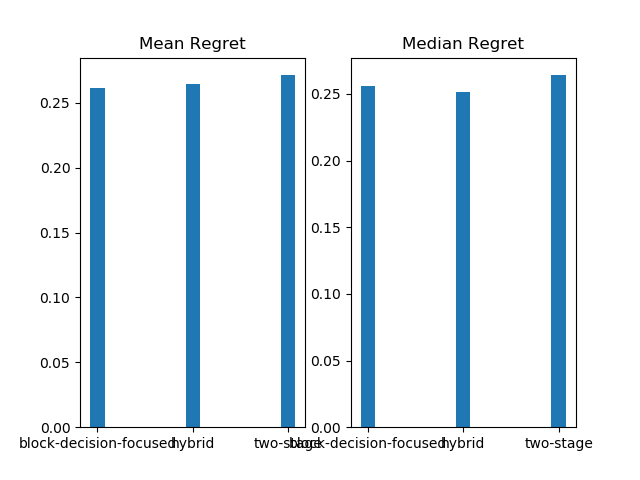 Mean Regret
0.25
0.20
0.15
0.10
0.05
0.00
block-decision-focused
hybrid
two-stage
Median Regret
0.25
0.20
0.15
0.10
0.05
0.00
block-decision-focused
hybrid
two-stage